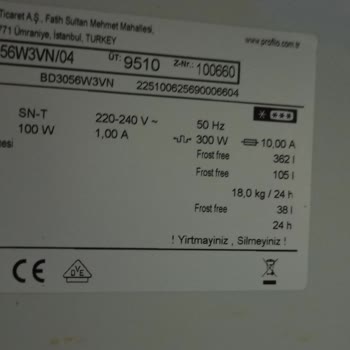 Ticaret A.Ş., Fatih Sultan Mehmet Mahallesi,
771 Ümraniye, İstanbul, TURKEY
www.profilo.com.tr
56W3VN/04 ÜT: 9510 Z-Nr.: 100660
BD3056W3VN 225100625690006604
SN-T 220-240 V ~ 50 Hz
100 W 1,00 A 300 W 10,00 A
Frost free 362 l
Frost free 105 l
18,0 kg / 24 h
Frost free 38 l
24 h
! Yirtmayiniz , Silmeyiniz !
CE